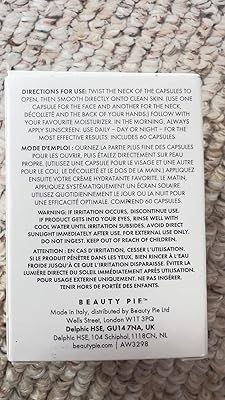 DIRECTIONS FOR USE: TWIST THE NECK OF THE CAPSULES TO
OPEN, THEN SMOOTH DIRECTLY ONTO CLEAN SKIN. (USE ONE
CAPSULE FOR THE FACE AND ANOTHER FOR THE NECK,
DÉCOLLETÉ AND THE BACK OF YOUR HANDS.) FOLLOW WITH
YOUR FAVOURITE MOISTURIZER. IN THE MORNING, ALWAYS
APPLY SUNSCREEN. USE DAILY – DAY OR NIGHT – FOR THE
MOST EFFECTIVE RESULTS. INCLUDES 60 CAPSULES.
MODE D'EMPLOI: TOURNEZ LA PARTIE PLUS FINE DES CAPSULES
POUR LES OUVRIR, PUIS ÉTALEZ DIRECTEMENT SUR PEAU
PROPRE. (UTILISEZ UNE CAPSULE POUR LE VISAGE ET UNE AUTRE
POUR LE COU, LE DÉCOLLETÉ ET LE DOS DE LA MAIN.) APPLIQUEZ
ENSUITE VOTRE CRÈME HYDRATANTE FAVORITE. LE MATIN,
APPLIQUEZ SYSTÉMATIQUEMENT UN ÉCRAN SOLAIRE.
UTILISEZ QUOTIDIENNEMENT LE JOUR OU LA NUIT POUR
UNE EFFICACITÉ OPTIMALE. COMPREND 60 CAPSULES.
WARNING: IF IRRITATION OCCURS, DISCONTINUE USE.
IF PRODUCT GETS INTO YOUR EYES, RINSE WELL WITH
COOL WATER UNTIL IRRITATION SUBSIDES. AVOID DIRECT
SUNLIGHT IMMEDIATELY AFTER USE. FOR EXTERNAL USE ONLY.
DO NOT INGEST. KEEP OUT OF REACH OF CHILDREN.
ATTENTION: EN CAS D'IRRITATION, CESSER L'UTILISATION.
SI LE PRODUIT PÉNÈTRE DANS LES YEUX, BIEN RINCER À L'EAU
FROIDE JUSQU'À CE QUE L'IRRITATION DISPARAISSE. ÉVITER LA
LUMIÈRE DIRECTE DU SOLEIL IMMÉDIATEMENT APRÈS UTILISATION.
POUR USAGE EXTERNE UNIQUEMENT. NE PAS INGÉRER.
TENIR HORS DE PORTÉE DES ENFANTS.
BEAUTY PIE™
Made in Italy, distributed by Beauty Pie Ltd
Wells Street, London W1T 3PQ
Delphic HSE, GU14 7NA, UK
Delphic HSE, 104 Schiphol, 1118CN, NL
beautypie.com | AW3298